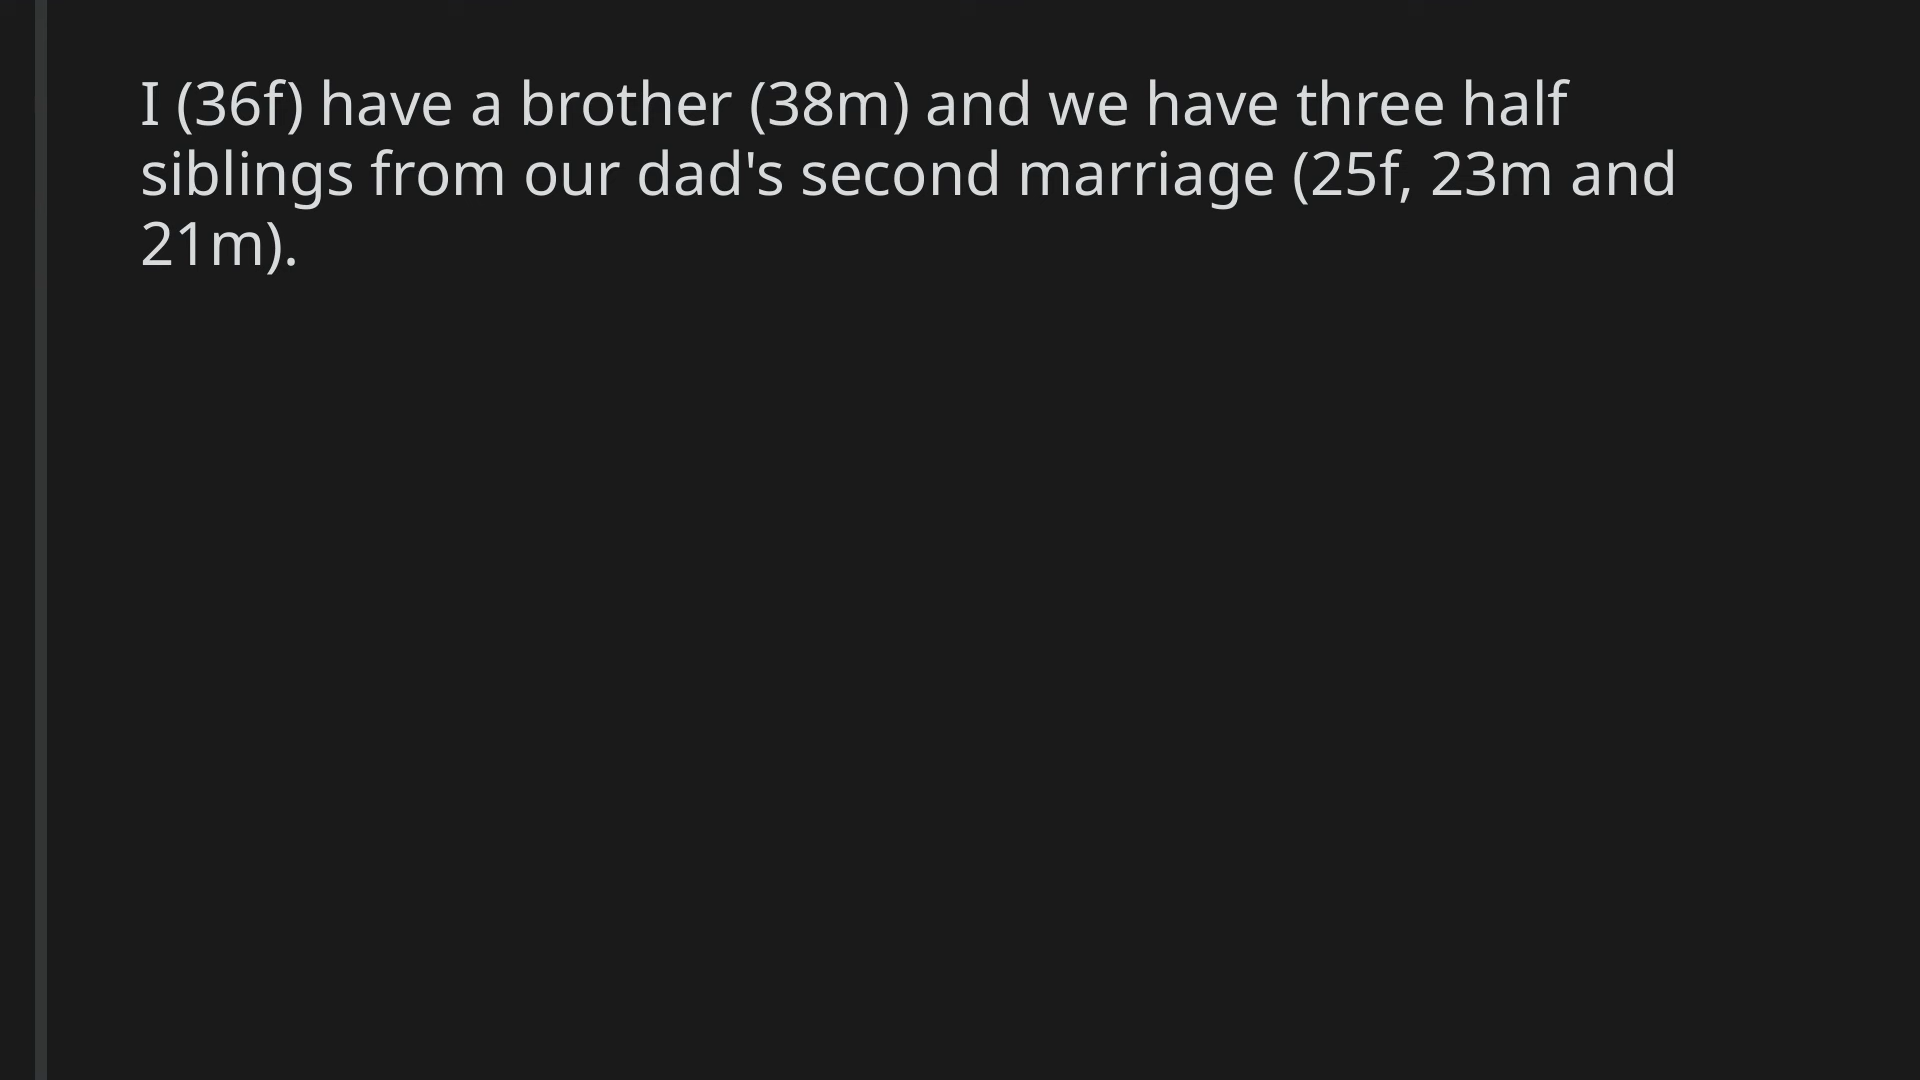 I (36f) have a brother (38m) and we have three half
siblings from our dad's second marriage (25f, 23m and
21m).